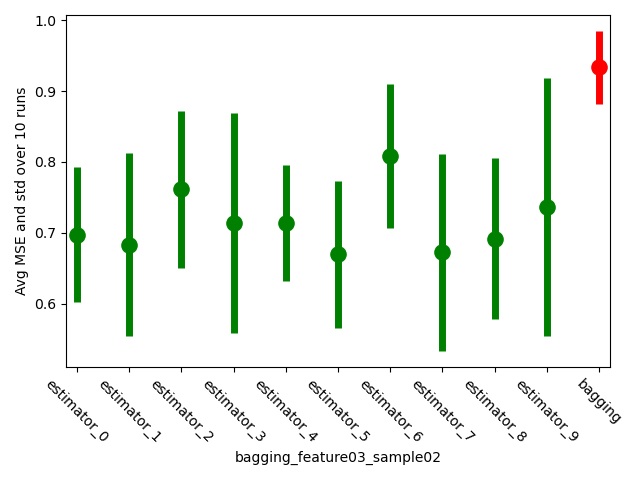 1.0
0.9
0.8
0.7
0.6
Avg MSE and std over 10 runs
estimator_0
estimator_1
estimator_2
estimator_3
estimator_4
estimator_5
estimator_6
estimator_7
estimator_8
estimator_9
bagging
bagging_feature03_sample02